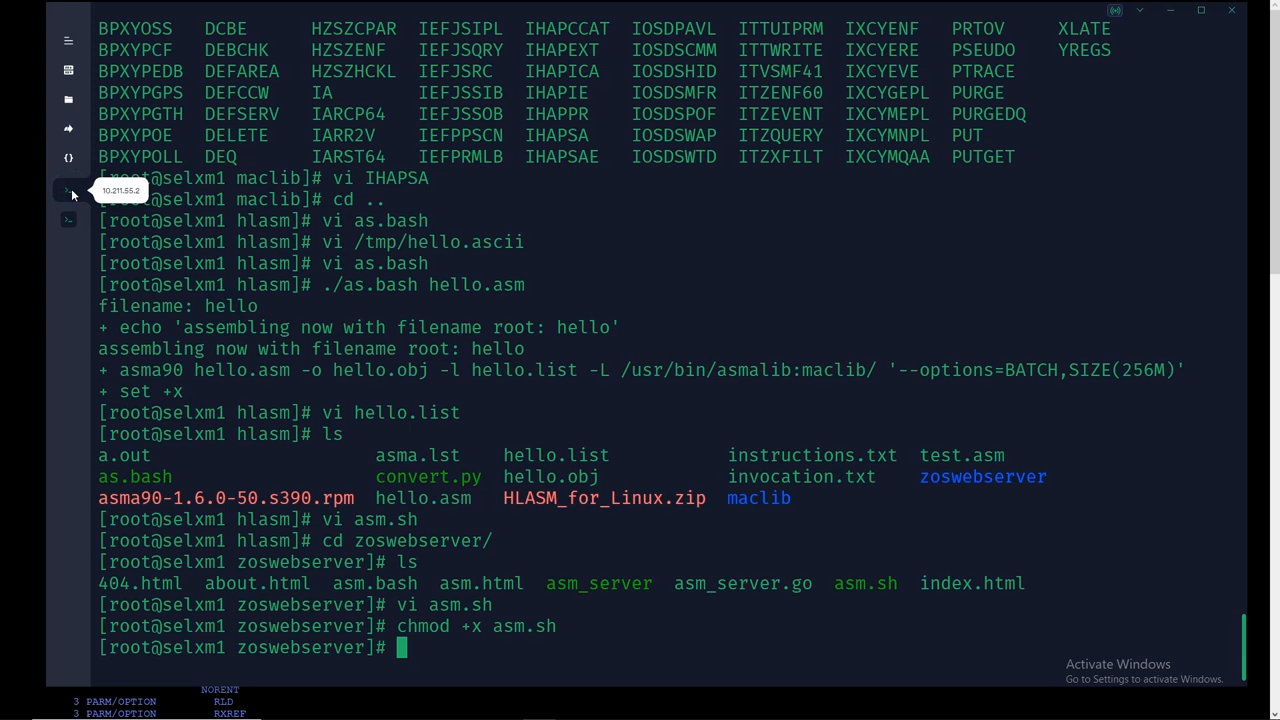 BPXYOSS DCBE HZSZCPAR IEFJSIPL IHAPCCAT IOSDPAVL ITTUIPRM IXCYENF PRTOV XLATE
BPXYPCF DEBCHK HZSZENF IEFJSQRY IHAPEXT IOSDSCMM ITTWRITE IXCYERE PSEUDO YREGS
BPXYPEDB DEFAREA HZSZHCKL IEFJSRC IHAPICA IOSDSHID ITVSMF41 IXCYEVE PTRACE
BPXYPGPS DEFCCW IA IEFJSSIB IHAPIE IOSDSMFR ITZENF60 IXCYGEPL PURGE
BPXYPGTH DEFSERV IARCP64 IEFJSSOB IHAPPR IOSDSPOF ITZEVENT IXCYMEPL PURGEDQ
BPXYPOE DELETE IARR2V IEFPPSCN IHAPSA IOSDSWAP ITZQUERY IXCYMNPL PUT
BPXYPOLL DEQ IARST64 IEFPRMLB IHAPSAE IOSDSWTD ITZXFILT IXCYMQAA PUTGET
[root@selxm1 maclib]# vi IHAPSA
10.211.55.2
[root@selxm1 maclib]# cd ..
[root@selxm1 hlasm]# vi as.bash
[root@selxm1 hlasm]# vi /tmp/hello.ascii
[root@selxm1 hlasm]# vi as.bash
[root@selxm1 hlasm]# ./as.bash hello.asm
filename: hello
+ echo 'assembling now with filename root: hello'
assembling now with filename root: hello
+ asma90 hello.asm -o hello.obj -l hello.list -L /usr/bin/asmalib:maclib/ '--options=BATCH,SIZE(256M)'
+ set +x
[root@selxm1 hlasm]# vi hello.list
[root@selxm1 hlasm]# ls
a.out asma.lst hello.list instructions.txt test.asm
as.bash convert.py hello.obj invocation.txt zoswebserver
asma90-1.6.0-50.s390.rpm hello.asm HLASM_for_Linux.zip maclib
[root@selxm1 hlasm]# vi asm.sh
[root@selxm1 hlasm]# cd zoswebserver/
[root@selxm1 zoswebserver]# ls
404.html about.html asm.bash asm.html asm_server asm_server.go asm.sh index.html
[root@selxm1 zoswebserver]# vi asm.sh
[root@selxm1 zoswebserver]# chmod +x asm.sh
[root@selxm1 zoswebserver]#
Activate Windows
Go to Settings to activate Windows.
NORENT
3 PARM/OPTION RLD
3 PARM/OPTION RXREF